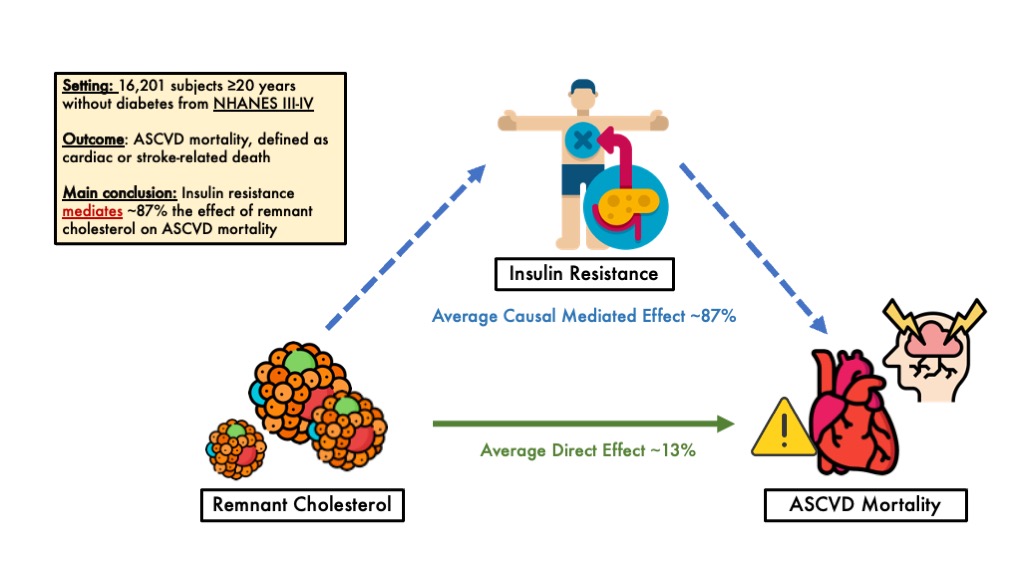 Setting: 16,201 subjects ≥20 years
without diabetes from NHANES III-IV
Outcome: ASCVD mortality, defined as
cardiac or stroke-related death
Main conclusion: Insulin resistance
mediates ~87% the effect of remnant
cholesterol on ASCVD mortality
Insulin Resistance
Average Causal Mediated Effect ~87%
Average Direct Effect ~13%
Remnant Cholesterol
ASCVD Mortality